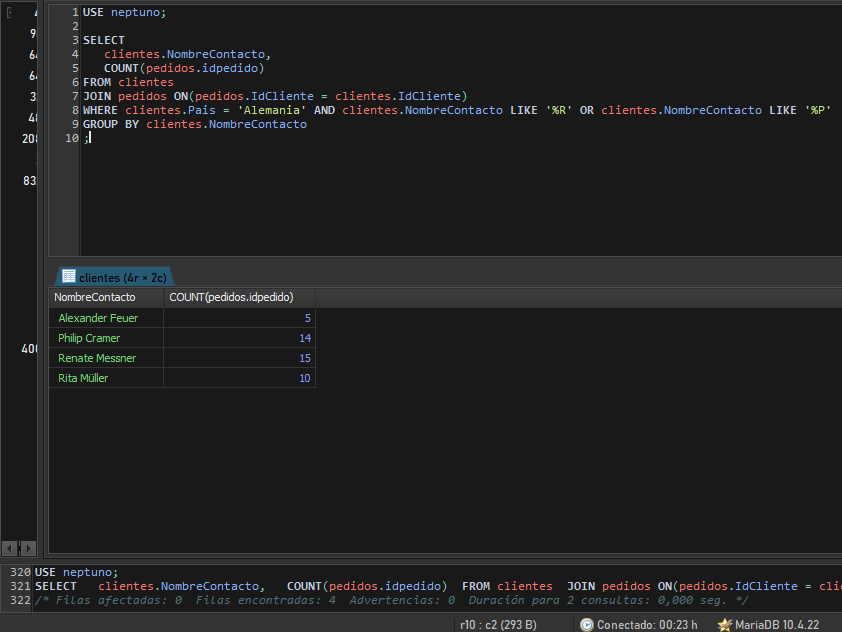 1 USE neptuno;
2
3 SELECT
4 clientes.NombreContacto,
5 COUNT(pedidos.idpedido)
6 FROM clientes
7 JOIN pedidos ON(pedidos.IdCliente = clientes.IdCliente)
8 WHERE clientes.Pais = 'Alemania' AND clientes.NombreContacto LIKE '%R' OR clientes.NombreContacto LIKE '%P'
9 GROUP BY clientes.NombreContacto
10 ;
208
83
400
clientes (4r × 2c)
NombreContacto COUNT(pedidos.idpedido)
Alexander Feuer 5
Philip Cramer 14
Renate Messner 15
Rita Müller 10
320 USE neptuno;
321 SELECT clientes.NombreContacto, COUNT(pedidos.idpedido) FROM clientes JOIN pedidos ON(pedidos.IdCliente = clie
322 /* Filas afectadas: 0 Filas encontradas: 4 Advertencias: 0 Duración para 2 consultas: 0,000 seg. */
r10 : c2 (293 B) Conectado: 00:23 h MariaDB 10.4.22